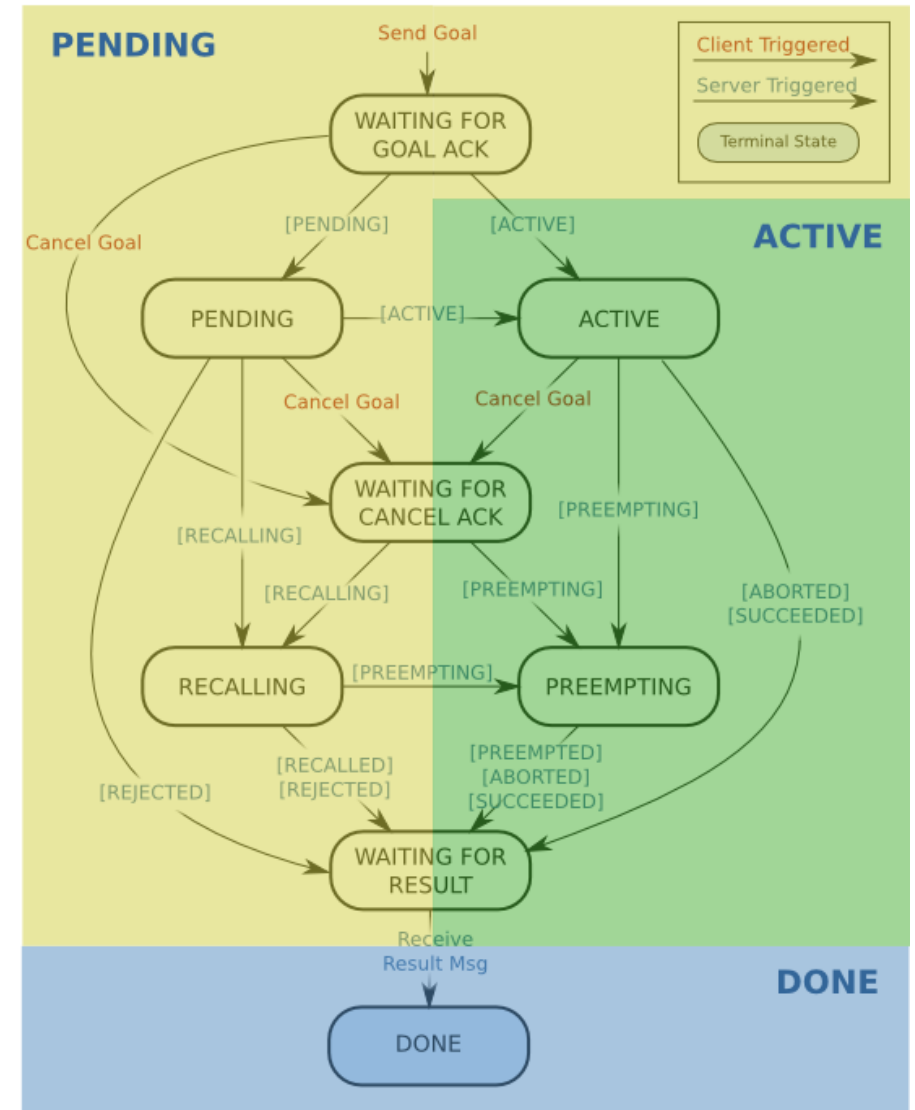 PENDING
Send Goal
Client Triggered
Server Triggered
Terminal State
WAITING FOR
GOAL ACK
[PENDING]
[ACTIVE]
ACTIVE
Cancel Goal
PENDING
[ACTIVE]
ACTIVE
Cancel Goal
Cancel Goal
WAITING FOR
CANCEL ACK
[PREEMPTING]
[RECALLING]
[RECALLING]
[PREEMPTING]
[ABORTED]
[SUCCEEDED]
RECALLING
[PREEMPTING]
PREEMPTING
[REJECTED]
[RECALLED]
[REJECTED]
[PREEMPTED]
[ABORTED]
[SUCCEEDED]
WAITING FOR
RESULT
Receive
Result Msg
DONE
DONE